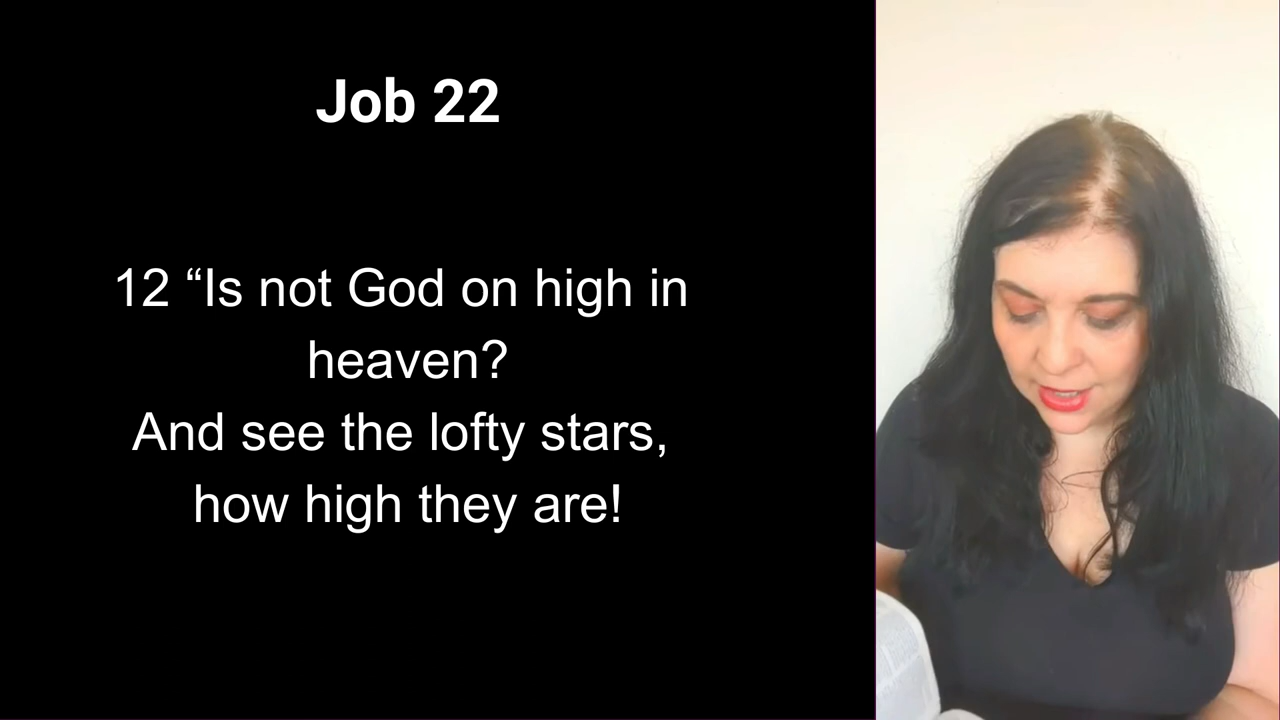 Job 22
12 “Is not God on high in
heaven?
And see the lofty stars,
how high they are!